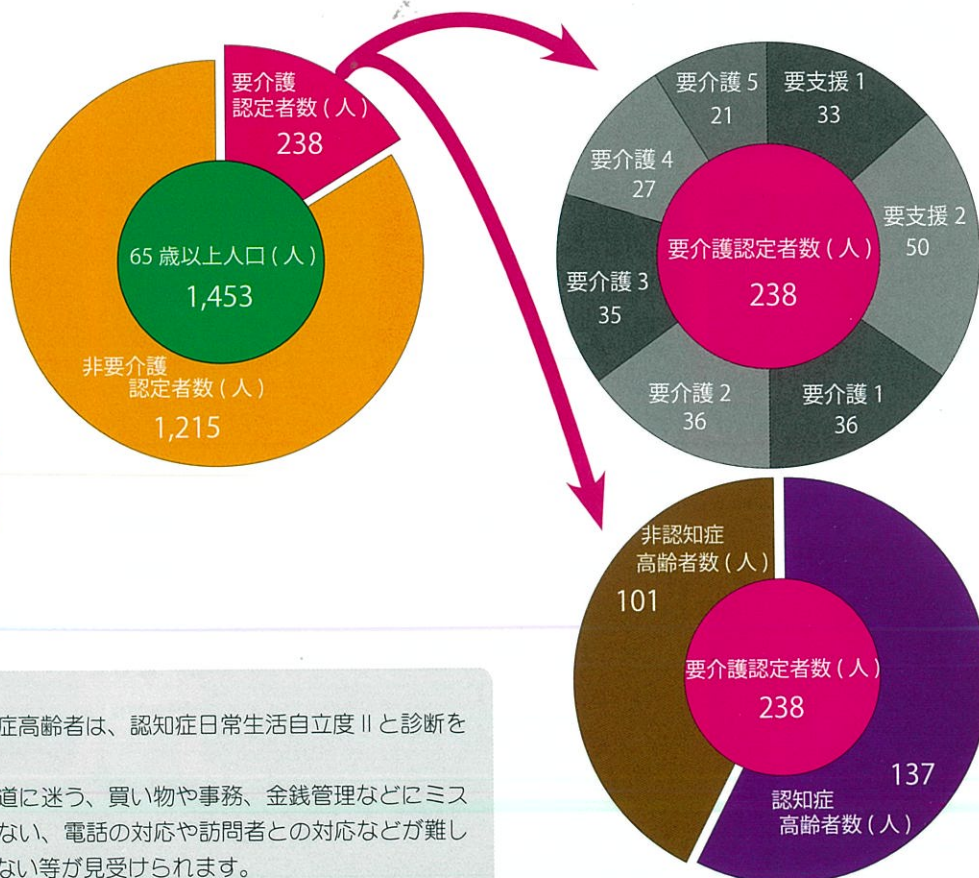 要介護
認定者数(人)
238
65 歳以上人口(人)
1,453
非要介護
認定者数(人)
1,215
要介護 5
21
要支援 1
33
要介護 4
27
要支援 2
50
要介護認定者数(人)
238
要介護 3
35
要介護 2
36
要介護 1
36
非認知症
高齢者数(人)
101
要介護認定者数(人)
238
137
認知症
高齢者数(人)
症高齢者は、認知症日常生活自立度Ⅱと診断を
道に迷う、買い物や事務、金銭管理などにミス
ない、電話の対応や訪問者との対応などが難し
ない等が見受けられます。